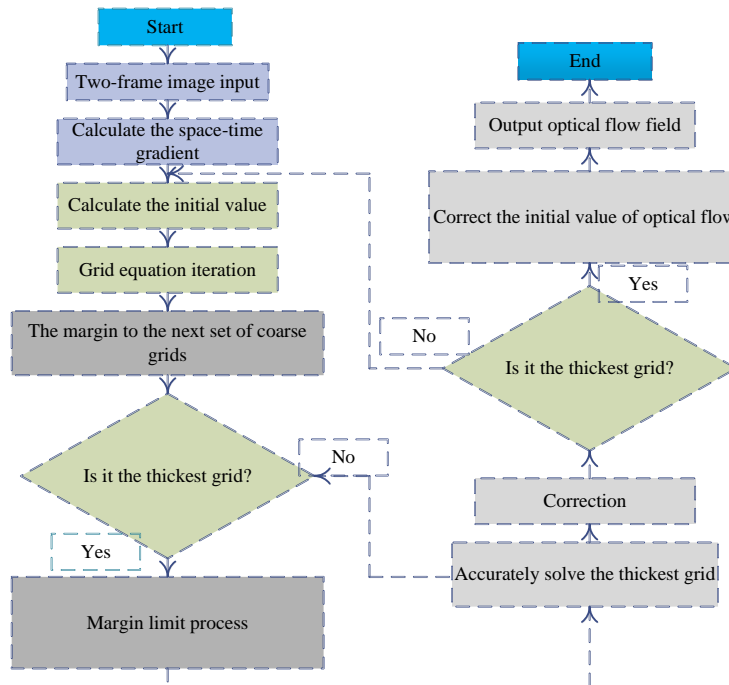 Start
Two-frame image input
Calculate the space-time
gradient
Calculate the initial value
Grid equation iteration
The margin to the next set of coarse
grids
Is it the thickest grid?
No
Yes
Margin limit process
End
Output optical flow field
Correct the initial value of optical flow
Yes
No
Is it the thickest grid?
Correction
Accurately solve the thickest grid